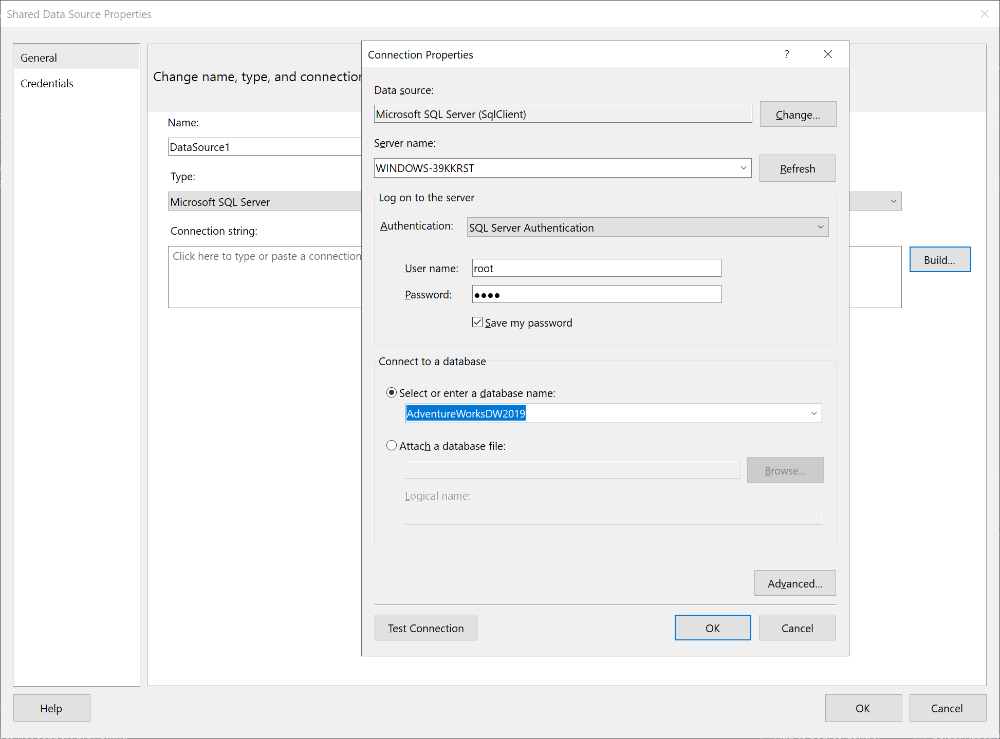 Shared Data Source Properties
General
Credentials
Change name, type, and connection
Name:
DataSource1
Type:
Microsoft SQL Server
Connection string:
Click here to type or paste a connection
Build...
Connection Properties
?
Data source:
Microsoft SQL Server (SqlClient)
Change...
Server name:
WINDOWS-39KKRST
Refresh
Log on to the server
Authentication:
SQL Server Authentication
User name:
root
Password:
●●●●
Save my password
Connect to a database
Select or enter a database name:
AdventureWorksDW2019
Attach a database file:
Browse...
Logical name:
Advanced...
Test Connection
OK
Cancel
Help
OK
Cancel